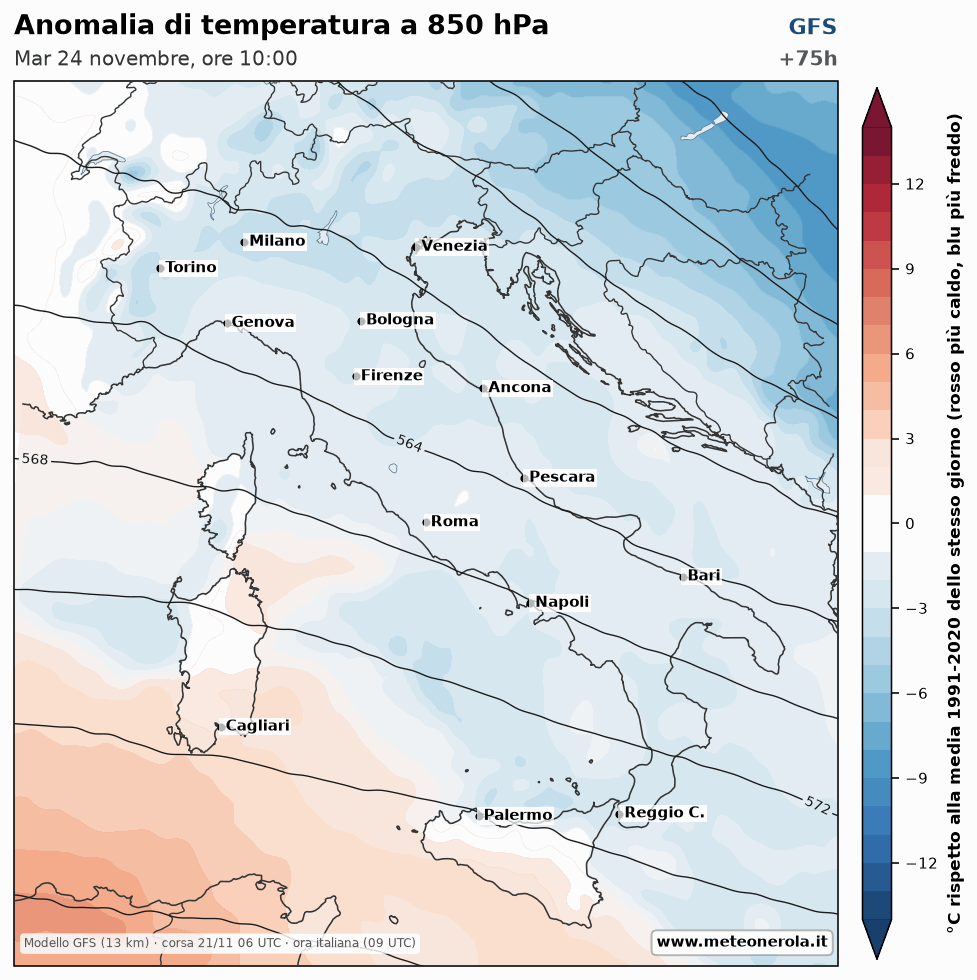 Anomalia di temperatura a 850 hPa
GFS
Mar 24 novembre, ore 10:00
+75h
Milano
Venezia
Torino
Genova
Bologna
Firenze
Ancona
564
568
Pescara
Roma
Bari
Napoli
Cagliari
572
Palermo
Reggio C.
Modello GFS (13 km) · corsa 21/11 06 UTC · ora italiana (09 UTC)
www.meteonerola.it
12
9
6
3
0
−3
−6
−9
−12
°C rispetto alla media 1991-2020 dello stesso giorno (rosso più caldo, blu più freddo)